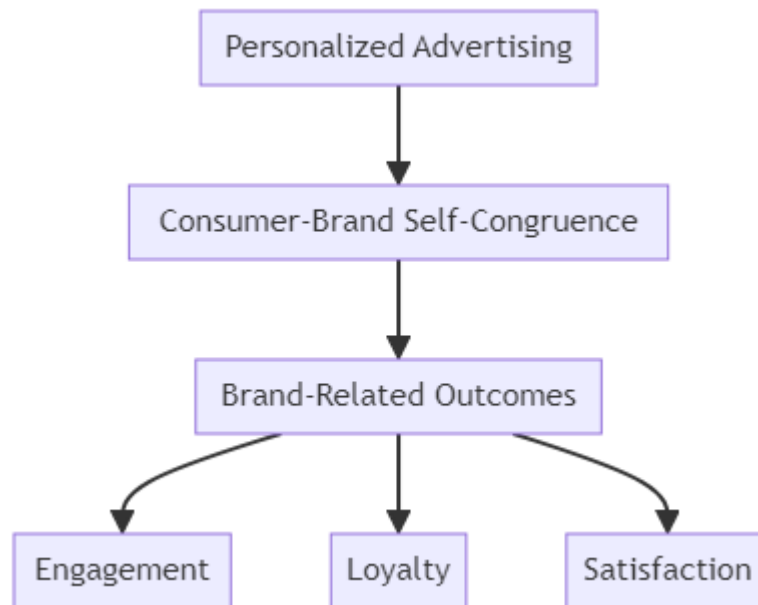 Personalized Advertising
Consumer-Brand Self-Congruence
Brand-Related Outcomes
Engagement
Loyalty
Satisfaction